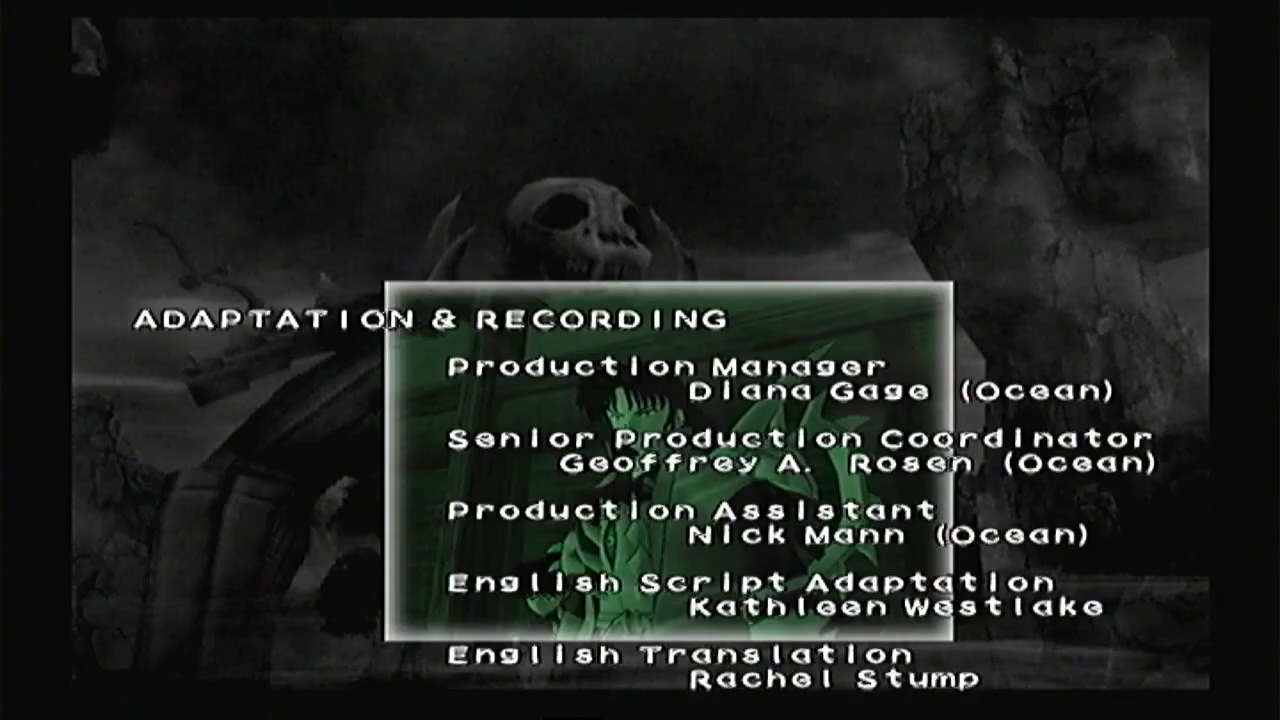 ADAPTATION & RECORDING
Production Manager
Diana Gage (Ocean)
Senior Production Coordinator
Geoffrey A. Rosen (Ocean)
Production Assistant
Nick Mann (Ocean)
English Script Adaptation
Kathleen Westlake
English Translation
Rachel Stump